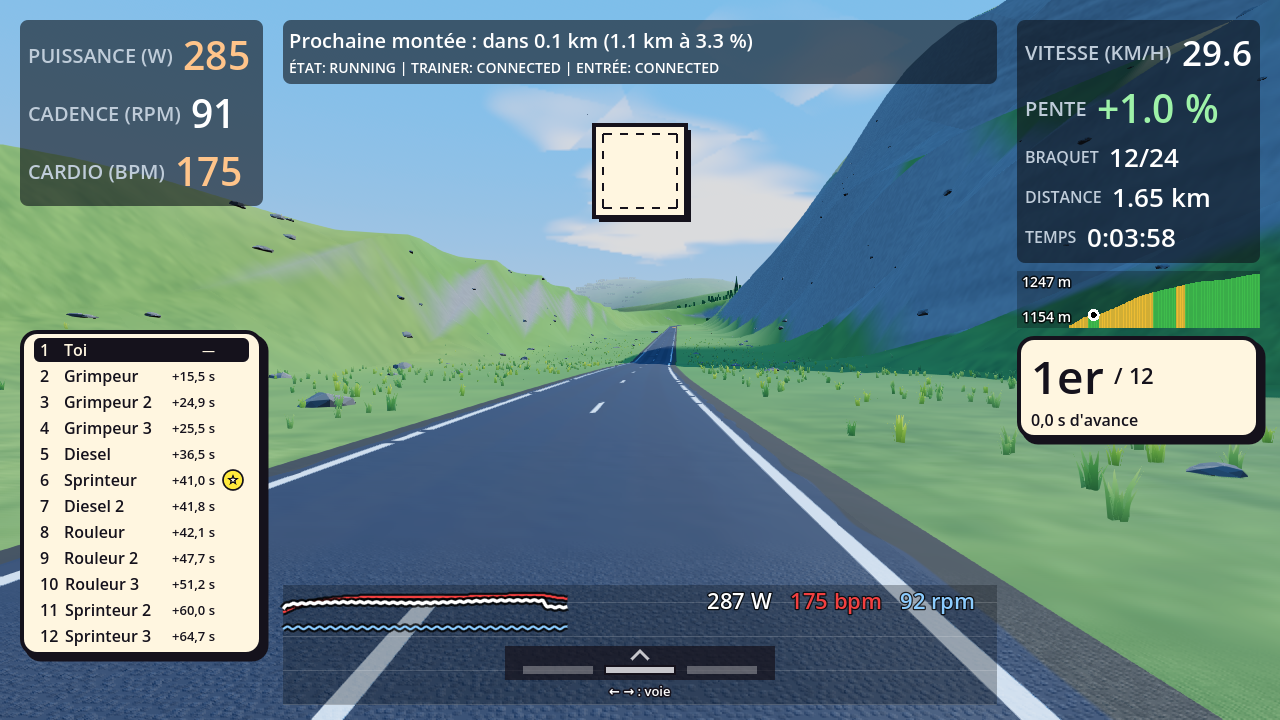 PUISSANCE (W) 285
CADENCE (RPM) 91
CARDIO (BPM) 175
Prochaine montée : dans 0.1 km (1.1 km à 3.3 %)
ÉTAT: RUNNING | TRAINER: CONNECTED | ENTRÉE: CONNECTED
VITESSE (KM/H) 29.6
PENTE +1.0 %
BRAQUET 12/24
DISTANCE 1.65 km
TEMPS 0:03:58
1247 m
1154 m
1er / 12
0,0 s d'avance
1 Toi —
2 Grimpeur +15,5 s
3 Grimpeur 2 +24,9 s
4 Grimpeur 3 +25,5 s
5 Diesel +36,5 s
6 Sprinteur +41,0 s
7 Diesel 2 +41,8 s
8 Rouleur +42,1 s
9 Rouleur 2 +47,7 s
10 Rouleur 3 +51,2 s
11 Sprinteur 2 +60,0 s
12 Sprinteur 3 +64,7 s
287 W 175 bpm 92 rpm
← → : voie